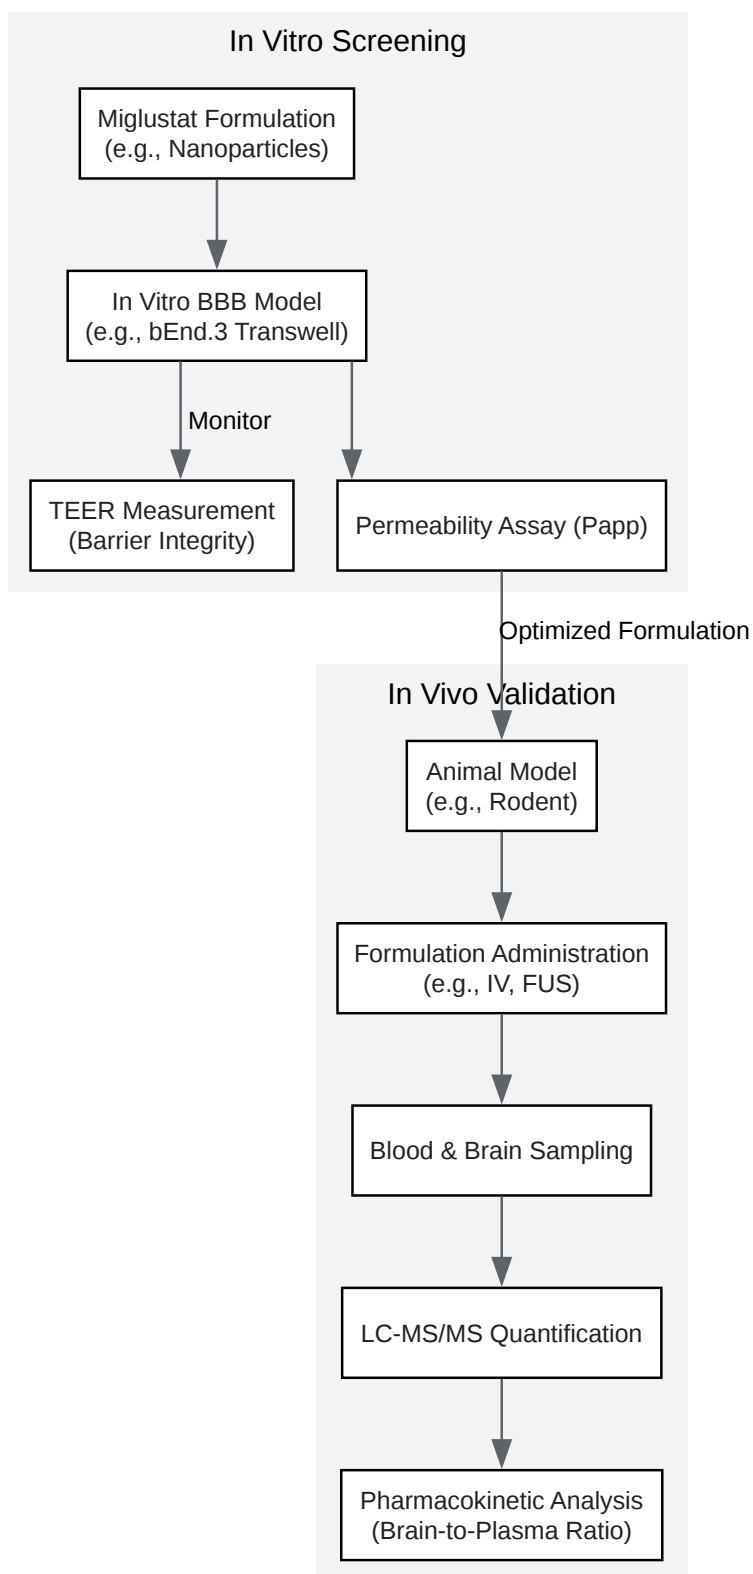 In Vitro Screening
Miglustat Formulation
(e.g., Nanoparticles)
In Vitro BBB Model
(e.g., bEnd.3 Transwell)
Monitor
TEER Measurement
(Barrier Integrity)
Permeability Assay (Papp)
Optimized Formulation
In Vivo Validation
Animal Model
(e.g., Rodent)
Formulation Administration
(e.g., IV, FUS)
Blood & Brain Sampling
LC-MS/MS Quantification
Pharmacokinetic Analysis
(Brain-to-Plasma Ratio)